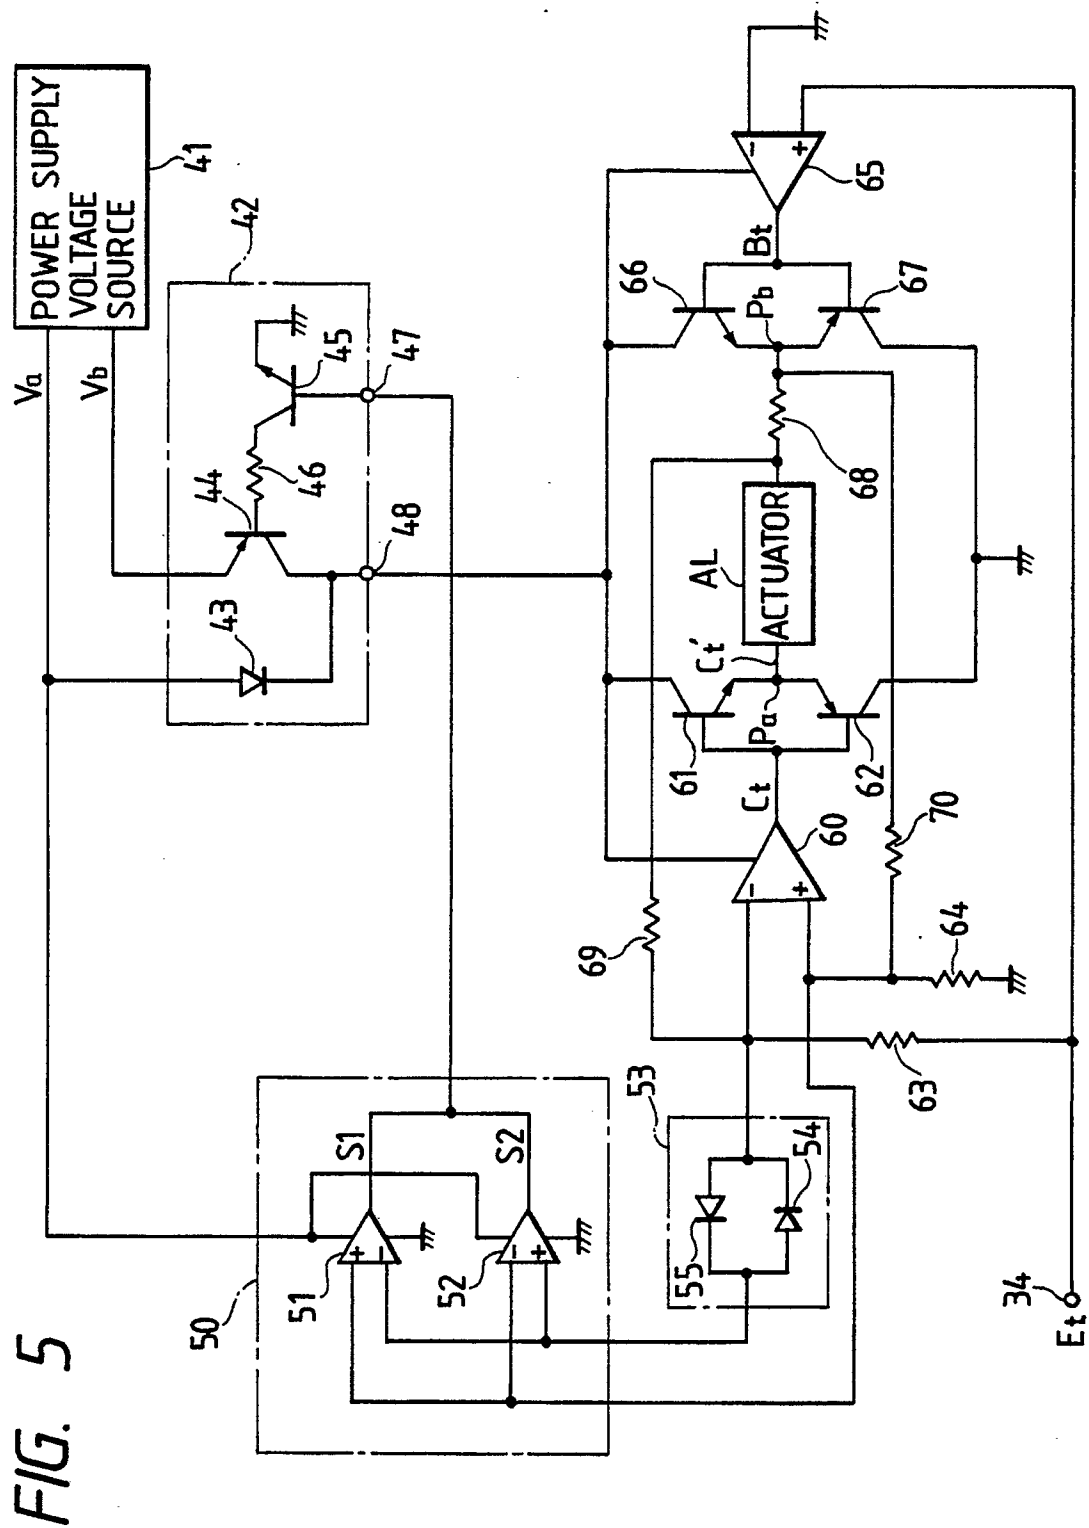 FIG. 5
POWER SUPPLY
VOLTAGE
SOURCE
41
Va
Vb
42
43
44
45
46
47
48
50
51
+
−
52
−
+
S1
S2
53
54
55
60
−
+
Ct
Pa
Ct'
61
62
AL
ACTUATOR
63
64
65
−
+
Bt
Pb
66
67
68
69
70
34
Et